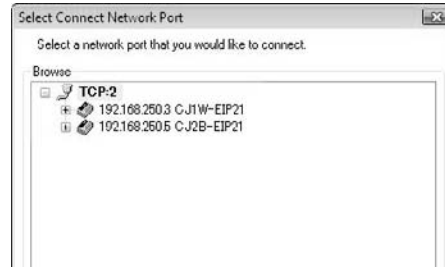 Select Connect Network Port
Select a network port that you would like to connect.
Browse
TCP:2
192.168.250.3 CJ1W-EIP21
192.168.250.5 CJ2B-EIP21